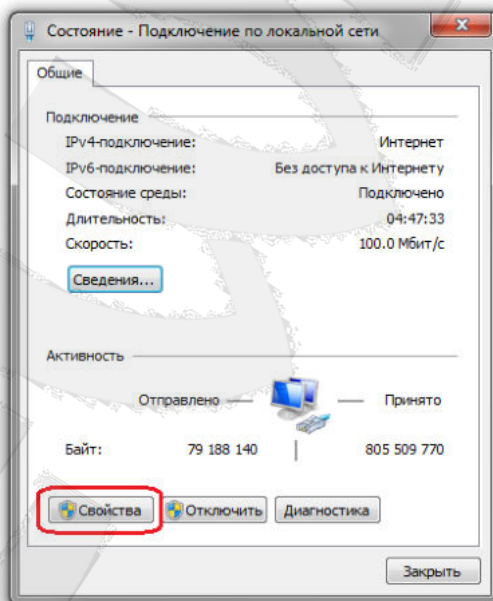 Состояние - Подключение по локальной сети
Общие
Подключение
IPv4-подключение: Интернет
IPv6-подключение: Без доступа к Интернету
Состояние среды: Подключено
Длительность: 04:47:33
Скорость: 100.0 Мбит/с
Сведения...
Активность
Отправлено — — Принято
Байт: 79 188 140 | 805 509 770
Свойства Отключить Диагностика
Закрыть